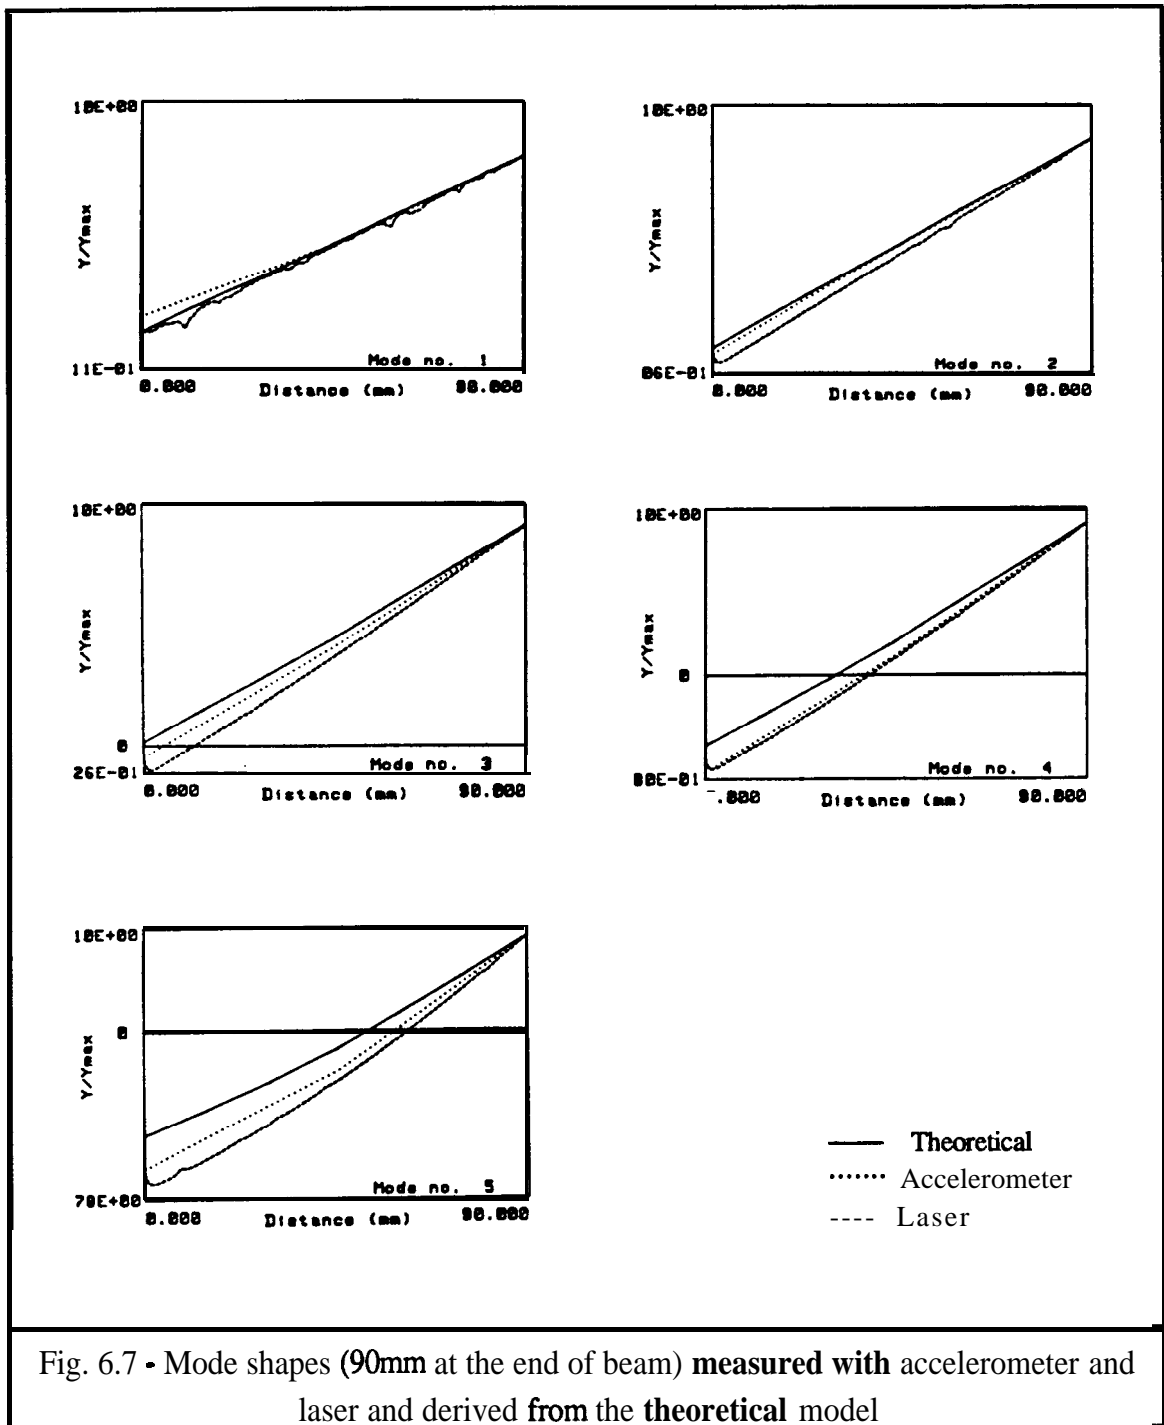 10E+00
Y/Ymax
11E-01
Mode no. 1
0.000 Distance (mm) 90.000
10E+00
Y/Ymax
06E-01
Mode no. 2
0.000 Distance (mm) 90.000
10E+00
Y/Ymax
0
26E-01
Mode no. 3
0.000 Distance (mm) 90.000
10E+00
Y/Ymax
0
80E-01
Mode no. 4
-.000 Distance (mm) 90.000
10E+00
Y/Ymax
0
70E+00
Mode no. 5
0.000 Distance (mm) 90.000
Theoretical
Accelerometer
Laser
Fig. 6.7 - Mode shapes (90mm at the end of beam) measured with accelerometer and
laser and derived from the theoretical model